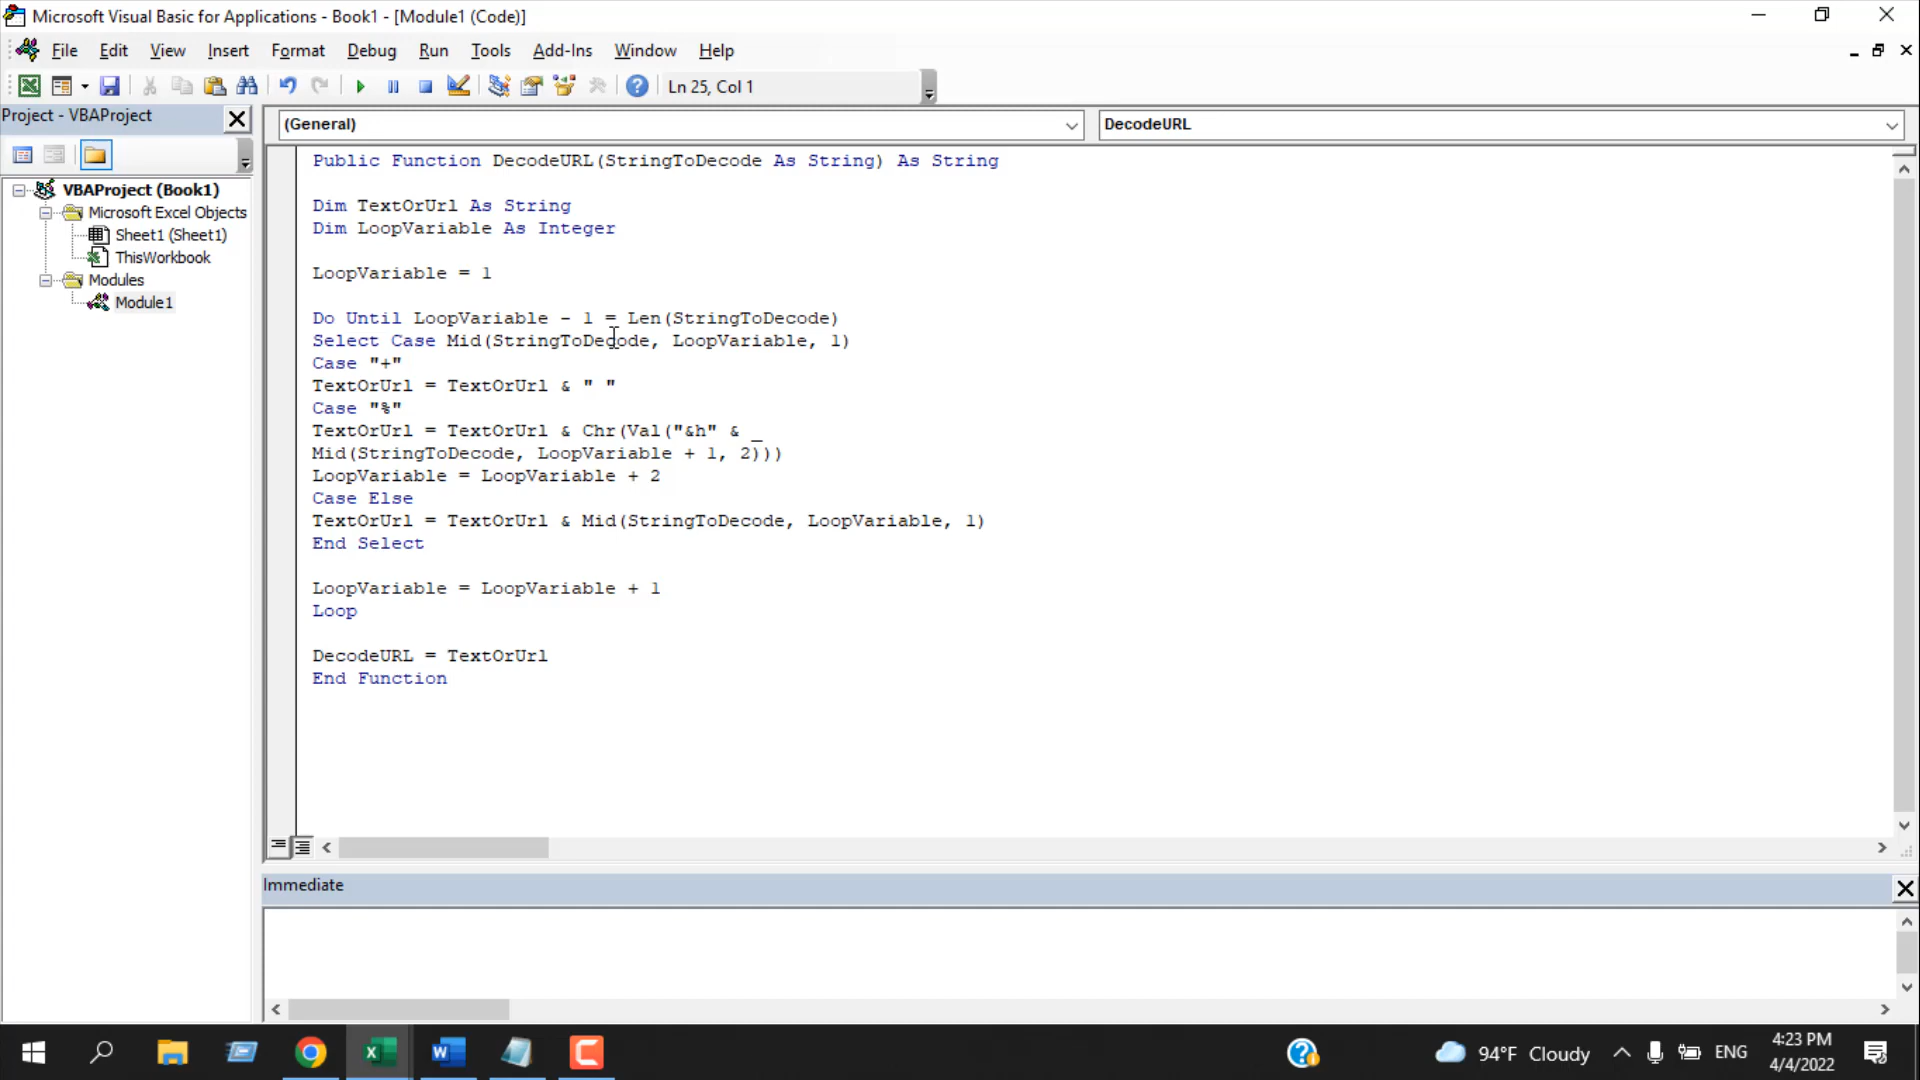 Microsoft Visual Basic for Applications - Book1 - [Module1 (Code)]
File Edit View Insert Format Debug Run Tools Add-Ins Window Help
Ln 25, Col 1
Project - VBAProject
(General) DecodeURL
VBAProject (Book1)
Microsoft Excel Objects
Sheet1 (Sheet1)
ThisWorkbook
Modules
Module1
Public Function DecodeURL(StringToDecode As String) As String
Dim TextOrUrl As String
Dim LoopVariable As Integer
LoopVariable = 1
Do Until LoopVariable - 1 = Len(StringToDecode)
Select Case Mid(StringToDecode, LoopVariable, 1)
Case "+"
TextOrUrl = TextOrUrl & " "
Case "%"
TextOrUrl = TextOrUrl & Chr(Val("&h" & _
Mid(StringToDecode, LoopVariable + 1, 2)))
LoopVariable = LoopVariable + 2
Case Else
TextOrUrl = TextOrUrl & Mid(StringToDecode, LoopVariable, 1)
End Select
LoopVariable = LoopVariable + 1
Loop
DecodeURL = TextOrUrl
End Function
Immediate
94°F Cloudy
ENG
4:23 PM
4/4/2022